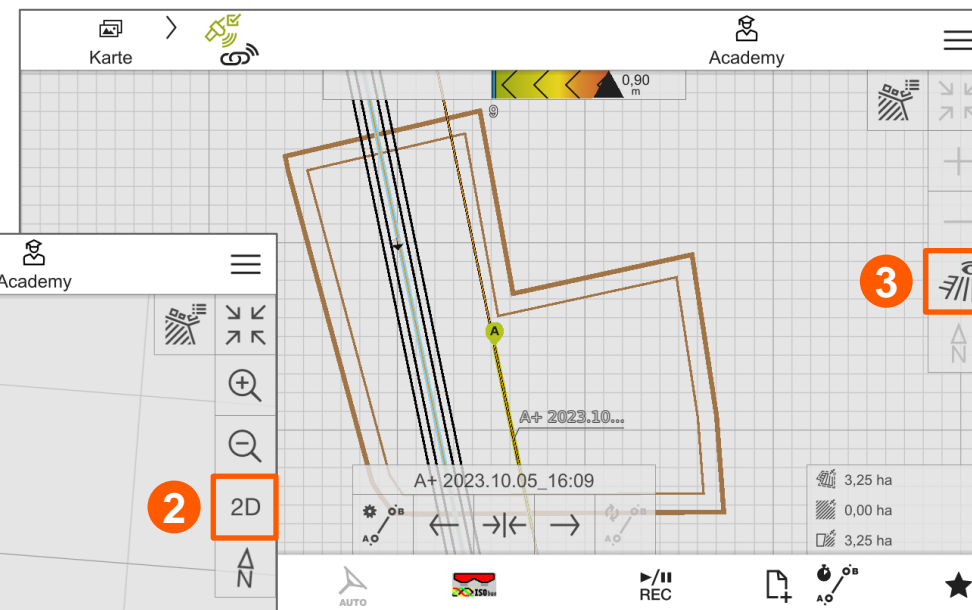 Karte
Academy
0,90
m
9
A
A+ 2023.10...
A+ 2023.10.05_16:09
A
B
A
B
3,25 ha
0,00 ha
3,25 ha
3
N
Academy
2
2D
N
AUTO
ISObus
REC
A
B